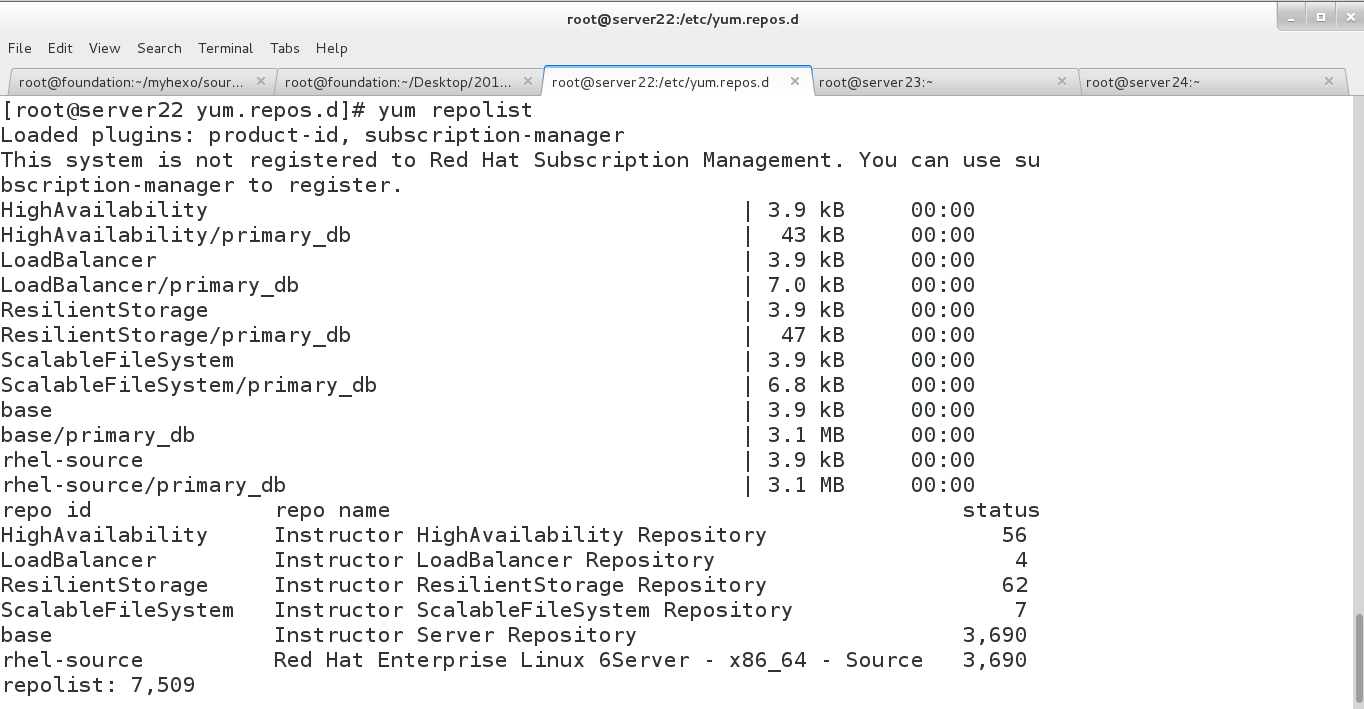 root@server22:/etc/yum.repos.d
File Edit View Search Terminal Tabs Help
root@foundation:~/myhexo/sour... root@foundation:~/Desktop/201... root@server22:/etc/yum.repos.d root@server23:~ root@server24:~
[root@server22 yum.repos.d]# yum repolist
Loaded plugins: product-id, subscription-manager
This system is not registered to Red Hat Subscription Management. You can use su
bscription-manager to register.
HighAvailability | 3.9 kB 00:00
HighAvailability/primary_db | 43 kB 00:00
LoadBalancer | 3.9 kB 00:00
LoadBalancer/primary_db | 7.0 kB 00:00
ResilientStorage | 3.9 kB 00:00
ResilientStorage/primary_db | 47 kB 00:00
ScalableFileSystem | 3.9 kB 00:00
ScalableFileSystem/primary_db | 6.8 kB 00:00
base | 3.9 kB 00:00
base/primary_db | 3.1 MB 00:00
rhel-source | 3.9 kB 00:00
rhel-source/primary_db | 3.1 MB 00:00
repo id repo name status
HighAvailability Instructor HighAvailability Repository 56
LoadBalancer Instructor LoadBalancer Repository 4
ResilientStorage Instructor ResilientStorage Repository 62
ScalableFileSystem Instructor ScalableFileSystem Repository 7
base Instructor Server Repository 3,690
rhel-source Red Hat Enterprise Linux 6Server - x86_64 - Source 3,690
repolist: 7,509